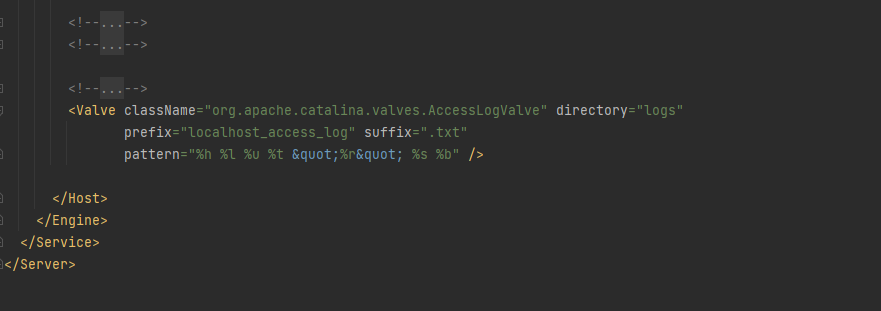 <!--...-->
<!--...-->
<!--...-->
<Valve className="org.apache.catalina.valves.AccessLogValve" directory="logs"
prefix="localhost_access_log" suffix=".txt"
pattern="%h %l %u %t &quot;%r&quot; %s %b" />
</Host>
</Engine>
</Service>
</Server>